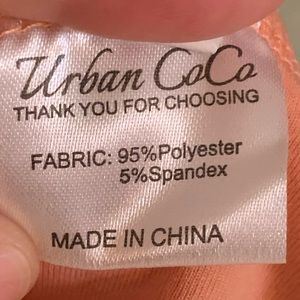 Urban CoCo
THANK YOU FOR CHOOSING
FABRIC: 95%Polyester
5%Spandex
MADE IN CHINA